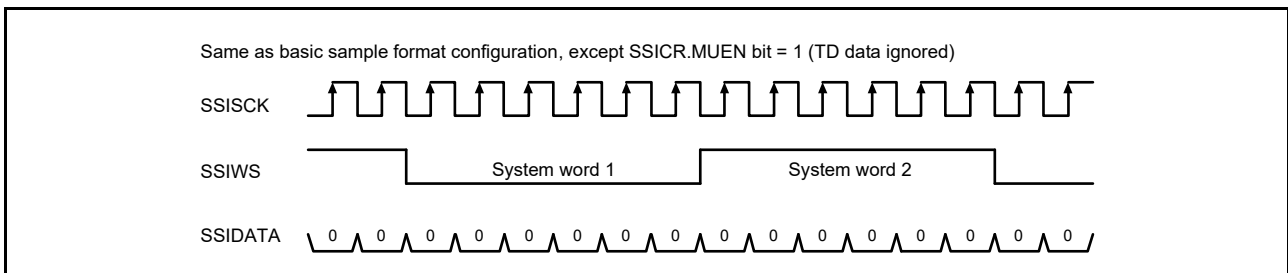 Same as basic sample format configuration, except SSICR.MUEN bit = 1 (TD data ignored)
SSISCK
SSIWS System word 1 System word 2
SSIDATA 0 0 0 0 0 0 0 0 0 0 0 0 0 0 0 0